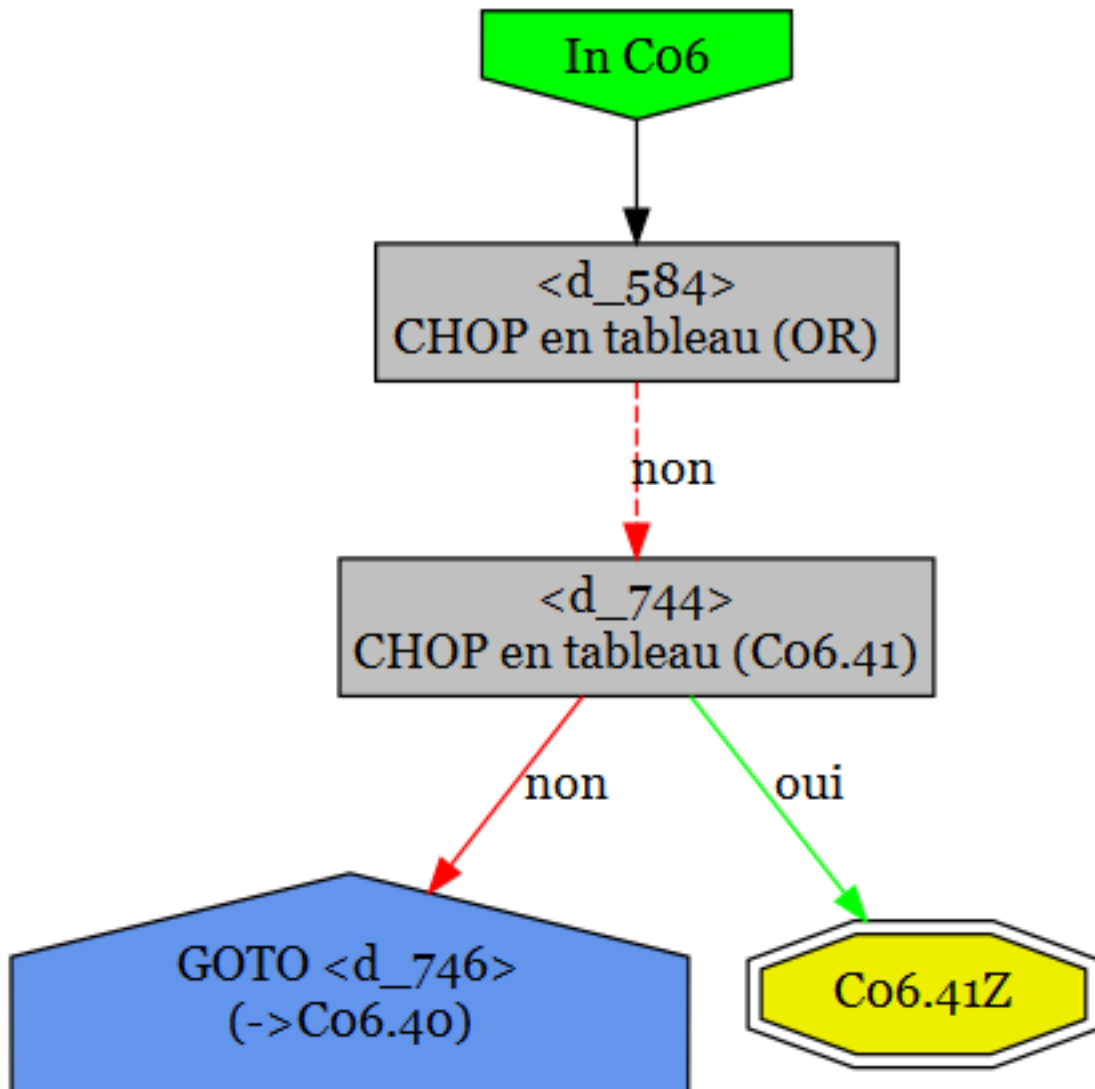 In C06
<d_584>
CHOP en tableau (OR)
non
<d_744>
CHOP en tableau (C06.41)
non
oui
GOTO <d_746>
(->C06.40)
C06.41Z